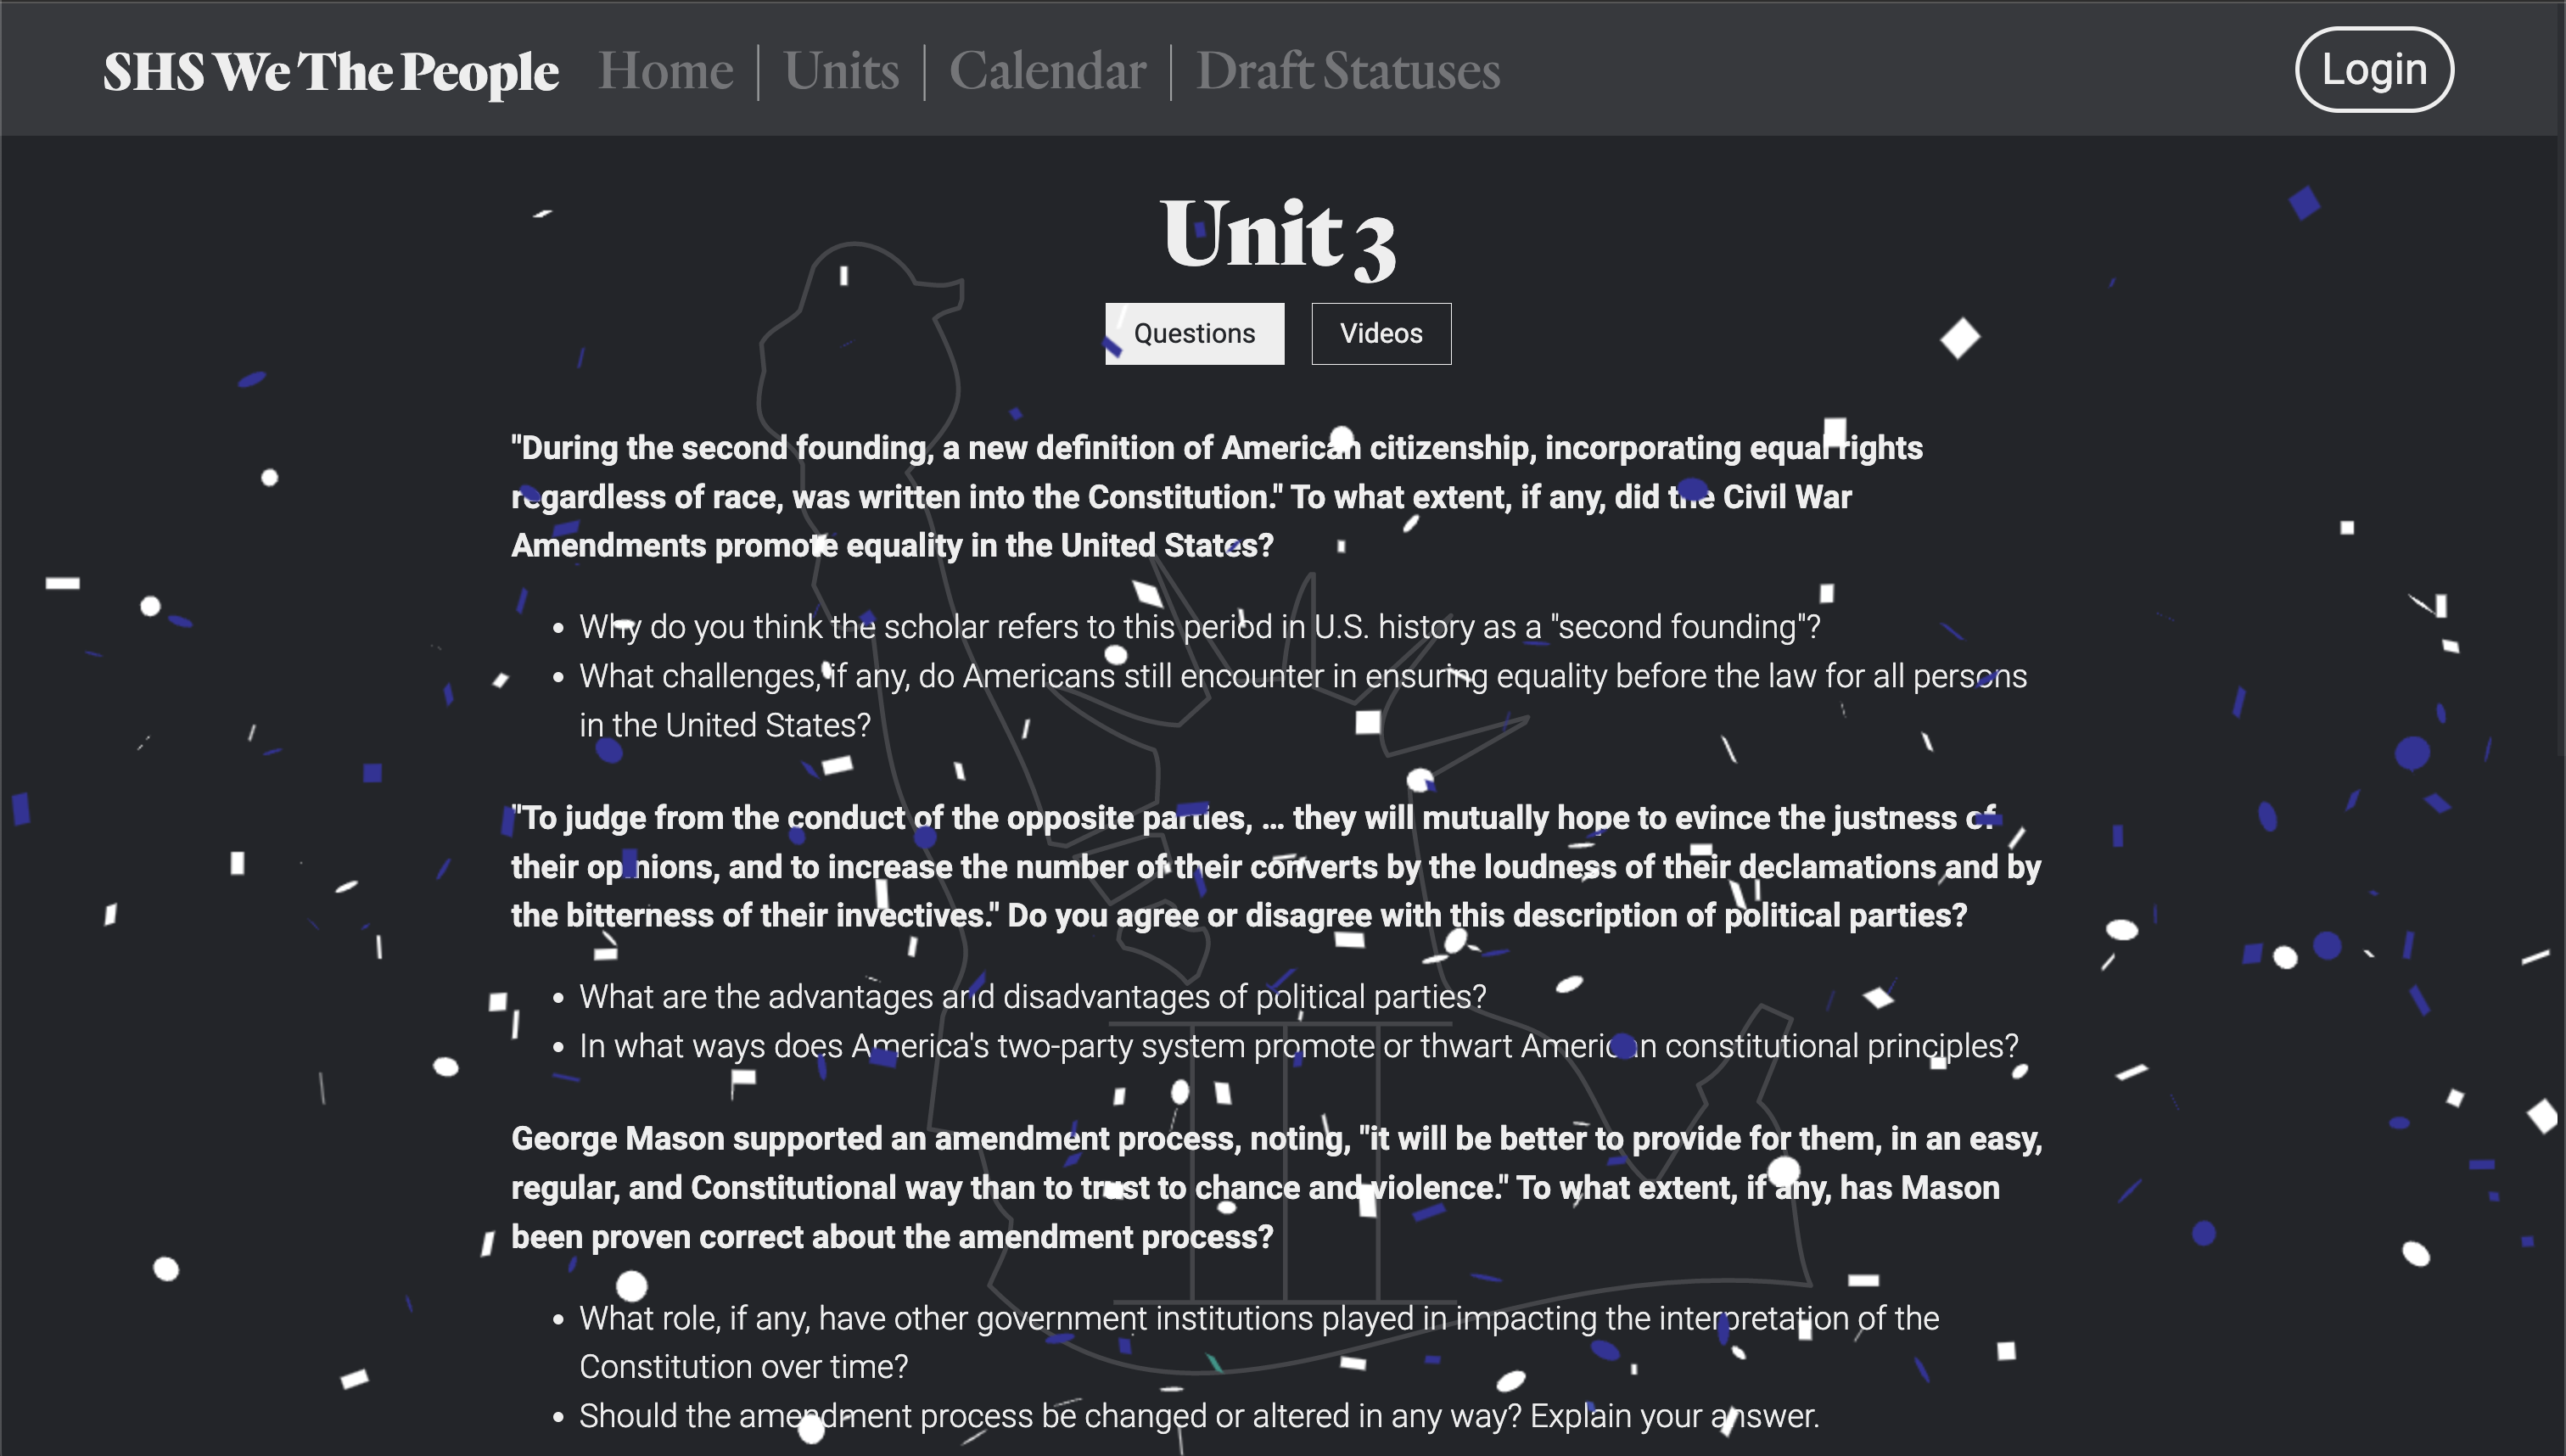 SHS We The People
Home
Units
Calendar
Draft Statuses
Login
Unit 3
Questions
Videos
"During the second founding, a new definition of American citizenship, incorporating equal rights
regardless of race, was written into the Constitution." To what extent, if any, did the Civil War
Amendments promote equality in the United States?
• Why do you think the scholar refers to this period in U.S. history as a "second founding"?
• What challenges, if any, do Americans still encounter in ensuring equality before the law for all persons
in the United States?
"To judge from the conduct of the opposite parties, ... they will mutually hope to evince the justness of
their opinions, and to increase the number of their converts by the loudness of their declamations and by
the bitterness of their invectives." Do you agree or disagree with this description of political parties?
• What are the advantages and disadvantages of political parties?
• In what ways does America's two-party system promote or thwart American constitutional principles?
George Mason supported an amendment process, noting, "it will be better to provide for them, in an easy,
regular, and Constitutional way than to trust to chance and violence." To what extent, if any, has Mason
been proven correct about the amendment process?
• What role, if any, have other government institutions played in impacting the interpretation of the
Constitution over time?
• Should the amendment process be changed or altered in any way? Explain your answer.